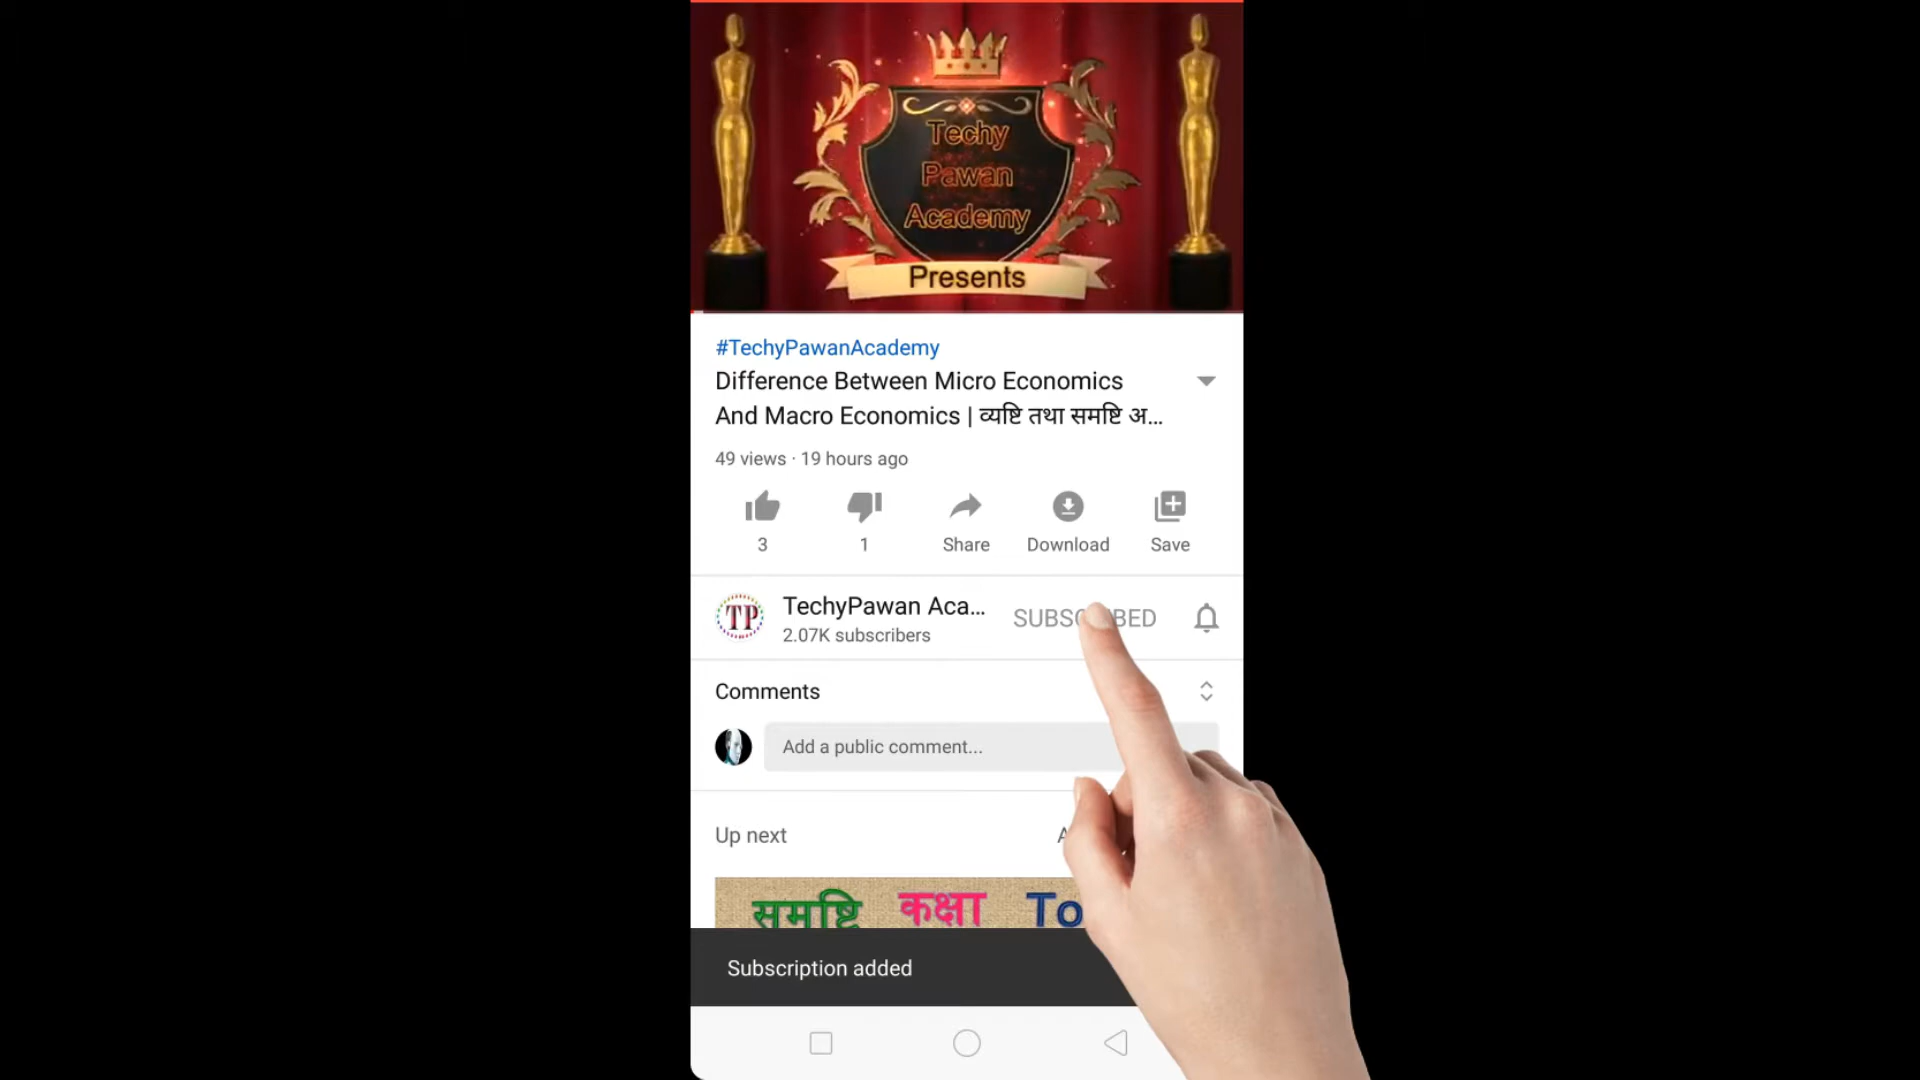 Techy
Pawan
Academy
Presents
#TechyPawanAcademy
Difference Between Micro Economics
And Macro Economics | व्यष्टि तथा समष्टि अ...
49 views · 19 hours ago
3
1
Share
Download
Save
TP
TechyPawan Aca...
SUBSCRIBED
2.07K subscribers
Comments
Add a public comment...
Up next
समष्टि कक्षा To
Subscription added